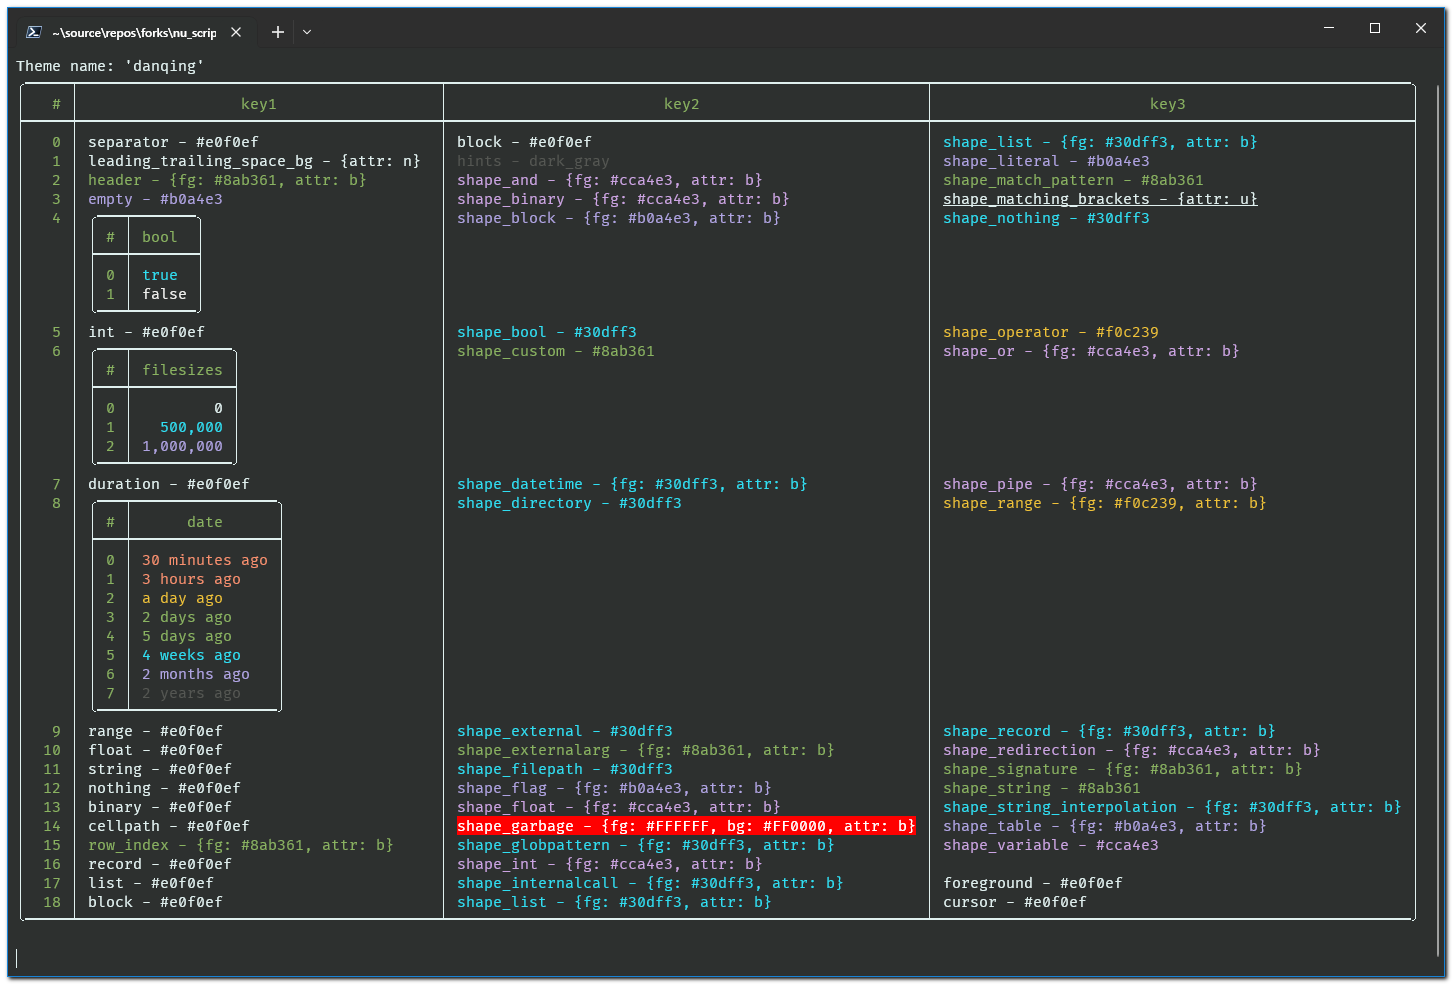 ~\source\repos\forks\nu_scrip
Theme name: 'danqing'
# key1 key2 key3
0 separator - #e0f0ef block - #e0f0ef shape_list - {fg: #30dff3, attr: b}
1 leading_trailing_space_bg - {attr: n} hints - dark_gray shape_literal - #b0a4e3
2 header - {fg: #8ab361, attr: b} shape_and - {fg: #cca4e3, attr: b} shape_match_pattern - #8ab361
3 empty - #b0a4e3 shape_binary - {fg: #cca4e3, attr: b} shape_matching_brackets - {attr: u}
4 shape_block - {fg: #b0a4e3, attr: b} shape_nothing - #30dff3
# bool
0 true
1 false
5 int - #e0f0ef shape_bool - #30dff3 shape_operator - #f0c239
6 shape_custom - #8ab361 shape_or - {fg: #cca4e3, attr: b}
# filesizes
0 0
1 500,000
2 1,000,000
7 duration - #e0f0ef shape_datetime - {fg: #30dff3, attr: b} shape_pipe - {fg: #cca4e3, attr: b}
8 shape_directory - #30dff3 shape_range - {fg: #f0c239, attr: b}
# date
0 30 minutes ago
1 3 hours ago
2 a day ago
3 2 days ago
4 5 days ago
5 4 weeks ago
6 2 months ago
7 2 years ago
9 range - #e0f0ef shape_external - #30dff3 shape_record - {fg: #30dff3, attr: b}
10 float - #e0f0ef shape_externalarg - {fg: #8ab361, attr: b} shape_redirection - {fg: #cca4e3, attr: b}
11 string - #e0f0ef shape_filepath - #30dff3 shape_signature - {fg: #8ab361, attr: b}
12 nothing - #e0f0ef shape_flag - {fg: #b0a4e3, attr: b} shape_string - #8ab361
13 binary - #e0f0ef shape_float - {fg: #cca4e3, attr: b} shape_string_interpolation - {fg: #30dff3, attr: b}
14 cellpath - #e0f0ef shape_garbage - {fg: #FFFFFF, bg: #FF0000, attr: b} shape_table - {fg: #b0a4e3, attr: b}
15 row_index - {fg: #8ab361, attr: b} shape_globpattern - {fg: #30dff3, attr: b} shape_variable - #cca4e3
16 record - #e0f0ef shape_int - {fg: #cca4e3, attr: b}
17 list - #e0f0ef shape_internalcall - {fg: #30dff3, attr: b} foreground - #e0f0ef
18 block - #e0f0ef shape_list - {fg: #30dff3, attr: b} cursor - #e0f0ef